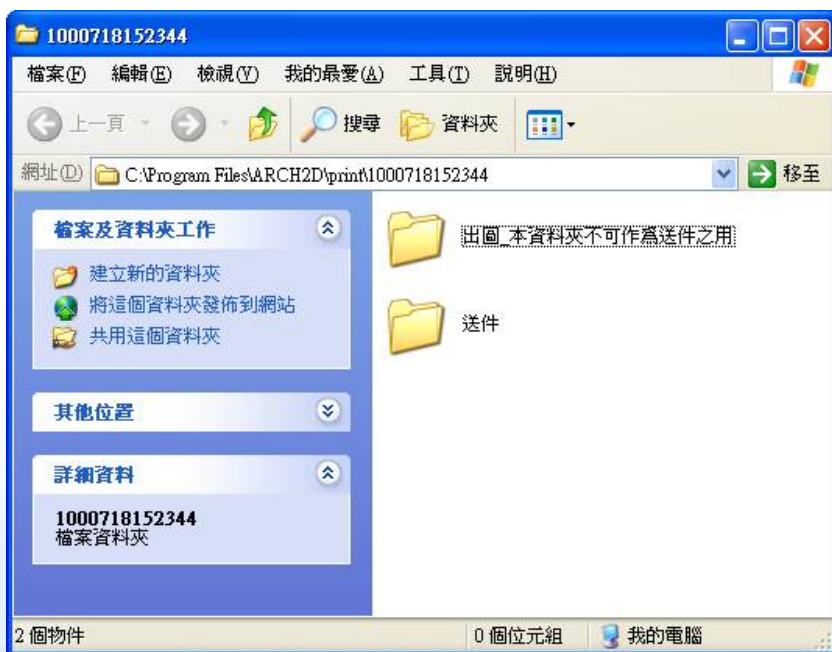 1000718152344
檔案(F) 編輯(E) 檢視(V) 我的最愛(A) 工具(T) 說明(H)
上一頁 搜尋 資料夾
網址(D) C:\Program Files\ARCH2D\print\1000718152344 移至
檔案及資料夾工作
建立新的資料夾
將這個資料夾發佈到網站
共用這個資料夾
其他位置
詳細資料
1000718152344
檔案資料夾
出圖_本資料夾不可作為送件之用
送件
2 個物件 0 個位元組 我的電腦